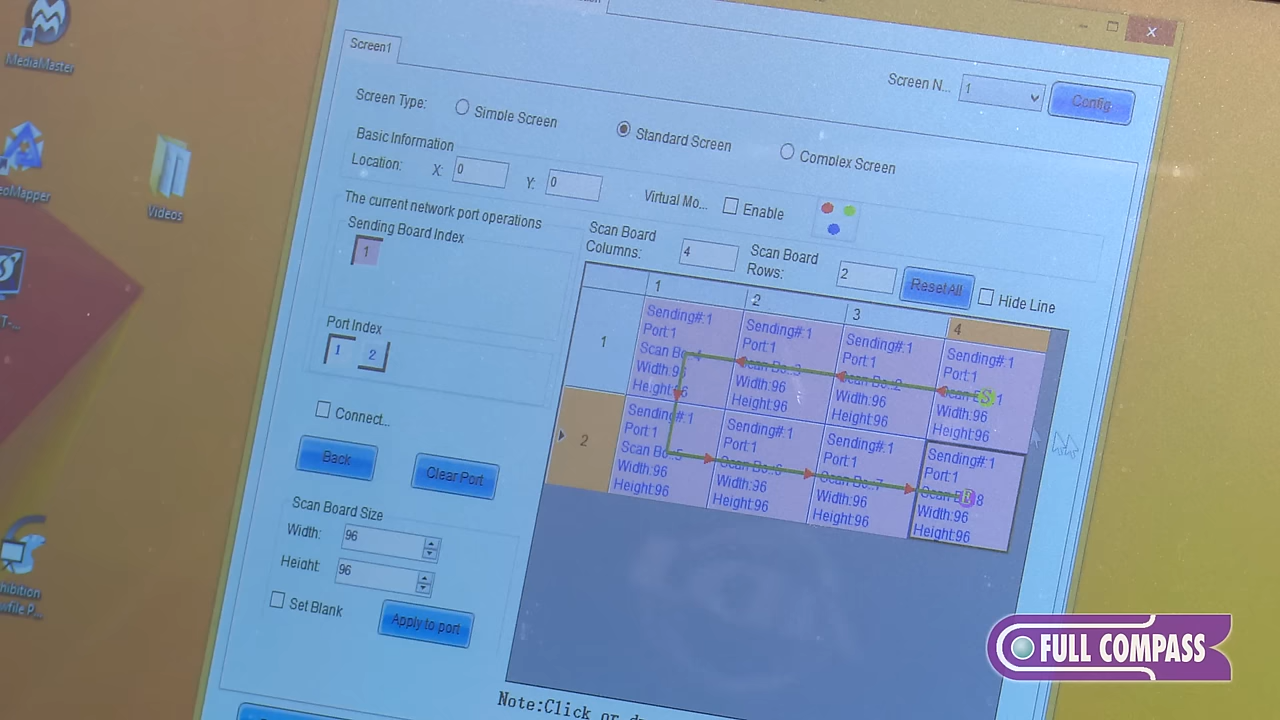 MediaMaster
Videos
Screen1
Screen N... 1
Config
Screen Type: Simple Screen Standard Screen Complex Screen
Basic Information
Location: X: 0 Y: 0
Virtual Mo... Enable
The current network port operations
Sending Board Index
1
Port Index
1 2
Connect...
Back Clear Port
Scan Board Size
Width: 96
Height: 96
Set Blank
Apply to port
Scan Board Columns: 4
Scan Board Rows: 2
Reset All
Hide Line
1 2 3 4
1
Sending#:1
Port:1
Width:96
Sending#:1
Port:1
Width:96
Height:96
Sending#:1
Port:1
Width:96
Height:96
Sending#:1
Port:1
Width:96
Height:96
2
Sending#:1
Port:1
Scan Bo..:5
Width:96
Height:96
Sending#:1
Port:1
Scan Bo..:6
Width:96
Height:96
Sending#:1
Port:1
Scan Bo..:7
Width:96
Height:96
Sending#:1
Port:1
Width:96
Height:96
Note:Click or
FULL COMPASS